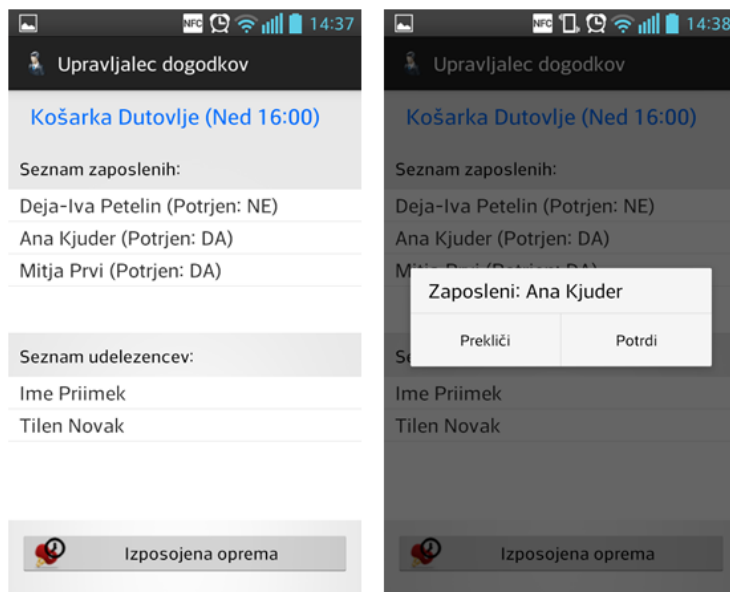 NFC 14:37
Upravljalec dogodkov
Košarka Dutovlje (Ned 16:00)
Seznam zaposlenih:
Deja-Iva Petelin (Potrjen: NE)
Ana Kjuder (Potrjen: DA)
Mitja Prvi (Potrjen: DA)
Seznam udelezencev:
Ime Priimek
Tilen Novak
Izposojena oprema
NFC 14:38
Upravljalec dogodkov
Košarka Dutovlje (Ned 16:00)
Seznam zaposlenih:
Deja-Iva Petelin (Potrjen: NE)
Ana Kjuder (Potrjen: DA)
Zaposleni: Ana Kjuder
Prekliči Potrdi
Ime Priimek
Tilen Novak
Izposojena oprema